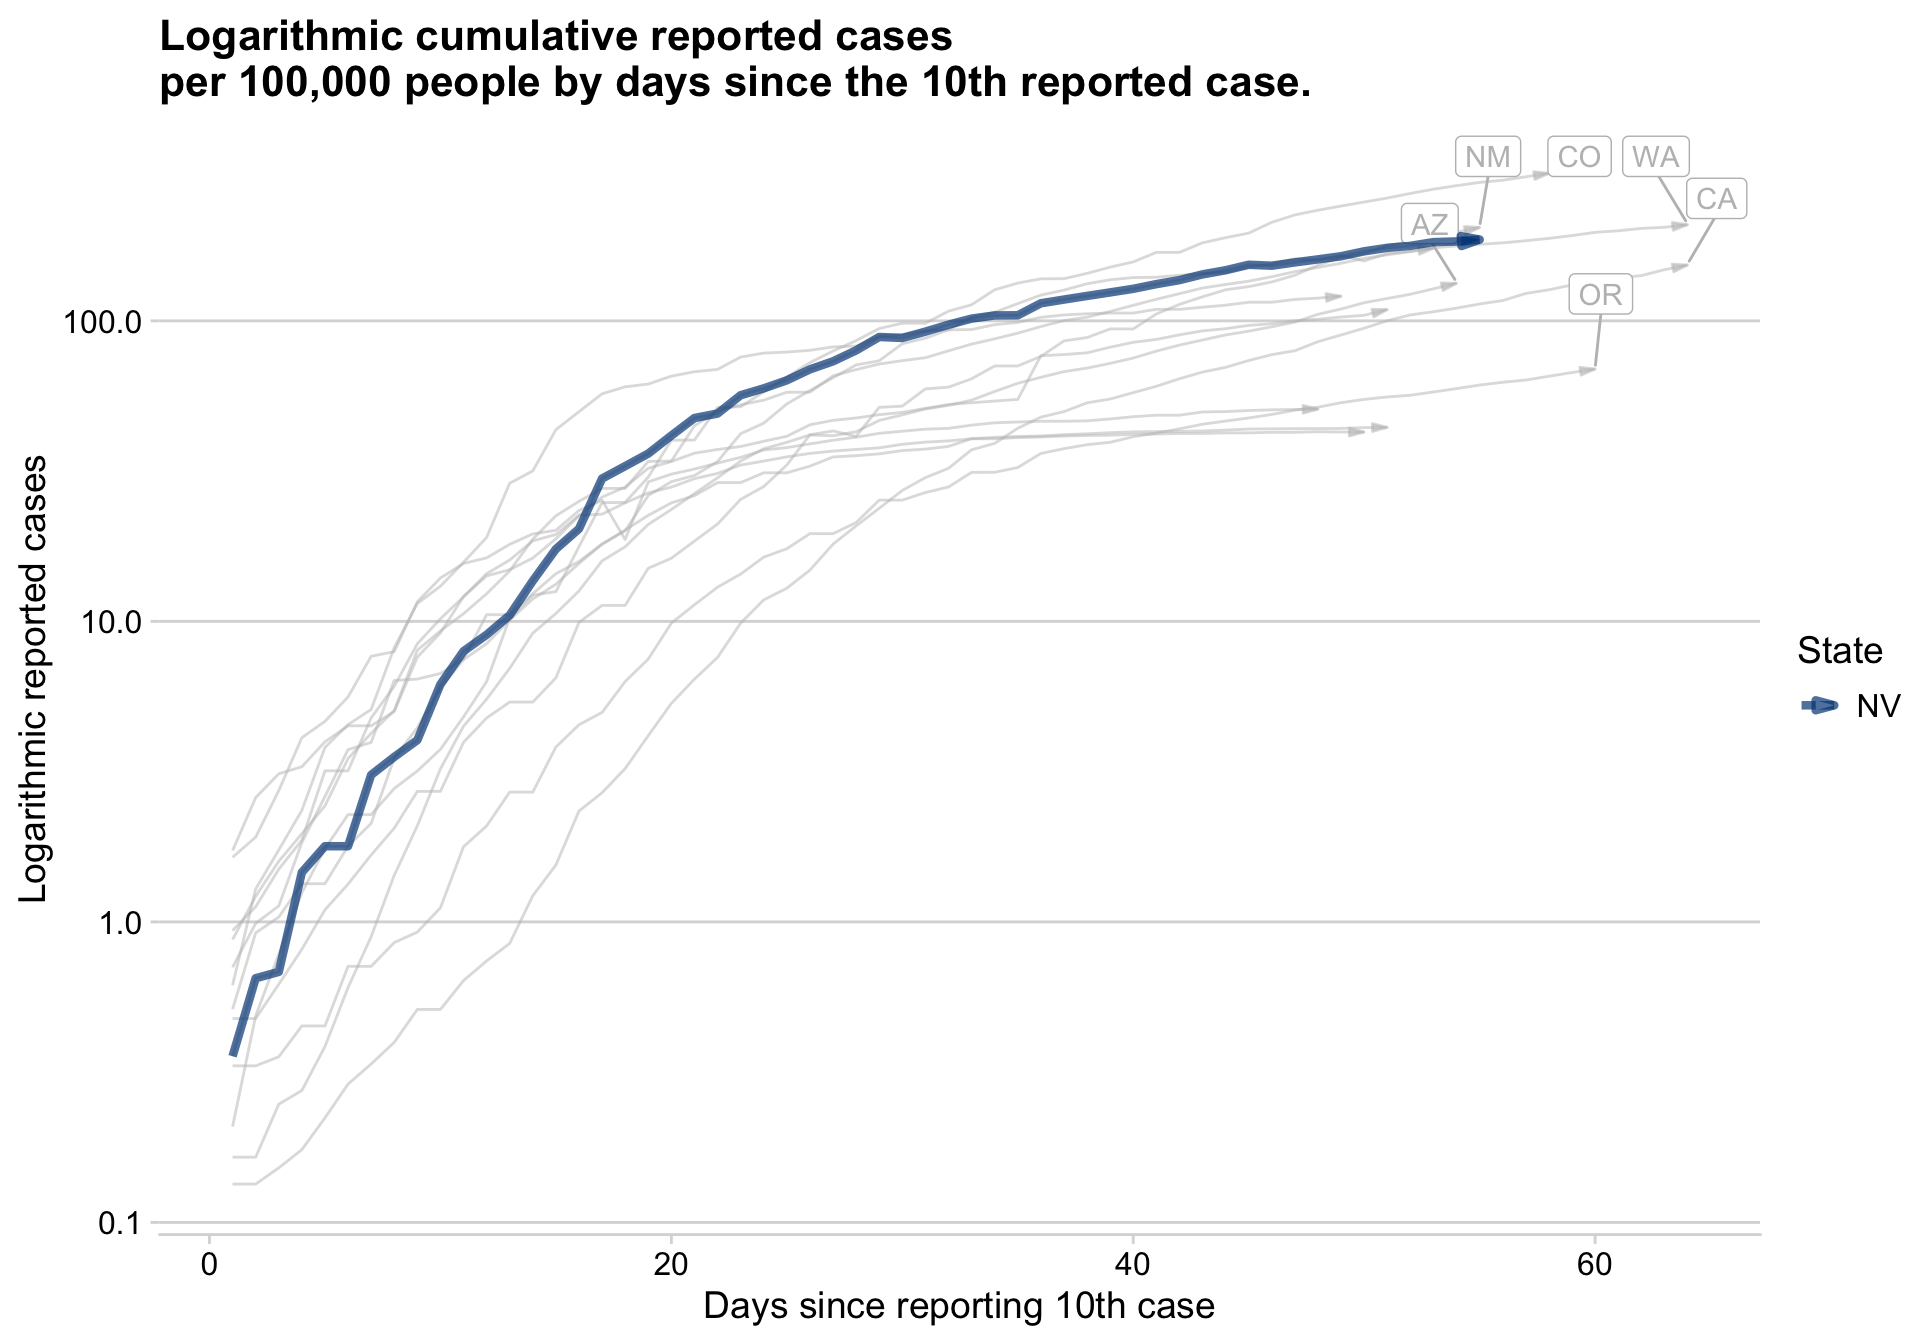 Logarithmic cumulative reported cases
per 100,000 people by days since the 10th reported case.
NM
CO
WA
CA
AZ
OR
100.0
10.0
1.0
0.1
Logarithmic reported cases
0
20
40
60
Days since reporting 10th case
State
NV